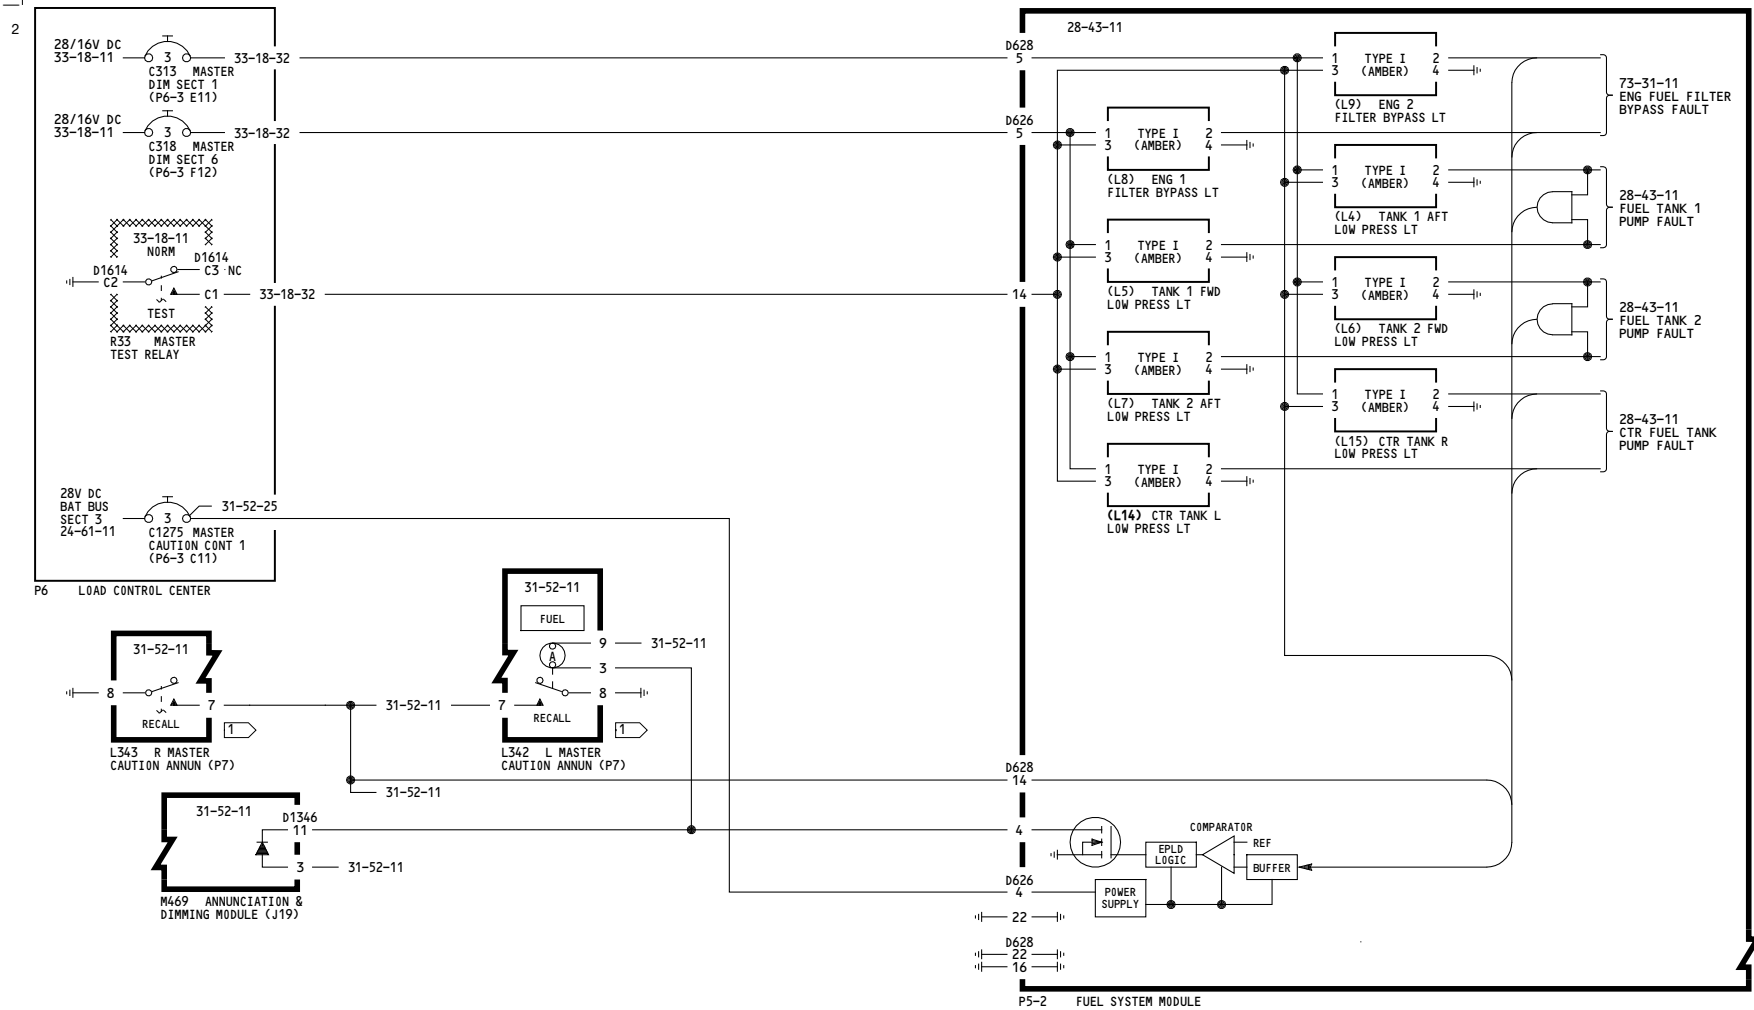 2
28/16V DC
33-18-11
3
33-18-32
C313 MASTER
DIM SECT 1
(P6-3 E11)
28/16V DC
33-18-11
3
33-18-32
C318 MASTER
DIM SECT 6
(P6-3 F12)
33-18-11
NORM
D1614
C2
D1614
C3 NC
C1
33-18-32
TEST
R33 MASTER
TEST RELAY
28V DC
BAT BUS
SECT 3
24-61-11
3
31-52-25
C1275 MASTER
CAUTION CONT 1
(P6-3 C11)
P6 LOAD CONTROL CENTER
31-52-11
8
7
RECALL
1
L343 R MASTER
CAUTION ANNUN (P7)
31-52-11
31-52-11
31-52-11
FUEL
A
9
31-52-11
3
8
7
RECALL
1
L342 L MASTER
CAUTION ANNUN (P7)
31-52-11
D1346
11
3
31-52-11
M469 ANNUNCIATION &
DIMMING MODULE (J19)
28-43-11
D628
5
D626
5
14
1 TYPE I 2
3 (AMBER) 4
(L9) ENG 2
FILTER BYPASS LT
1 TYPE I 2
3 (AMBER) 4
(L8) ENG 1
FILTER BYPASS LT
1 TYPE I 2
3 (AMBER) 4
(L4) TANK 1 AFT
LOW PRESS LT
1 TYPE I 2
3 (AMBER) 4
(L5) TANK 1 FWD
LOW PRESS LT
1 TYPE I 2
3 (AMBER) 4
(L6) TANK 2 FWD
LOW PRESS LT
1 TYPE I 2
3 (AMBER) 4
(L7) TANK 2 AFT
LOW PRESS LT
1 TYPE I 2
3 (AMBER) 4
(L15) CTR TANK R
LOW PRESS LT
1 TYPE I 2
3 (AMBER) 4
(L14) CTR TANK L
LOW PRESS LT
73-31-11
ENG FUEL FILTER
BYPASS FAULT
28-43-11
FUEL TANK 1
PUMP FAULT
28-43-11
FUEL TANK 2
PUMP FAULT
28-43-11
CTR FUEL TANK
PUMP FAULT
D628
14
4
COMPARATOR
REF
EPLD
LOGIC
BUFFER
D626
4
POWER
SUPPLY
22
D628
22
16
P5-2 FUEL SYSTEM MODULE